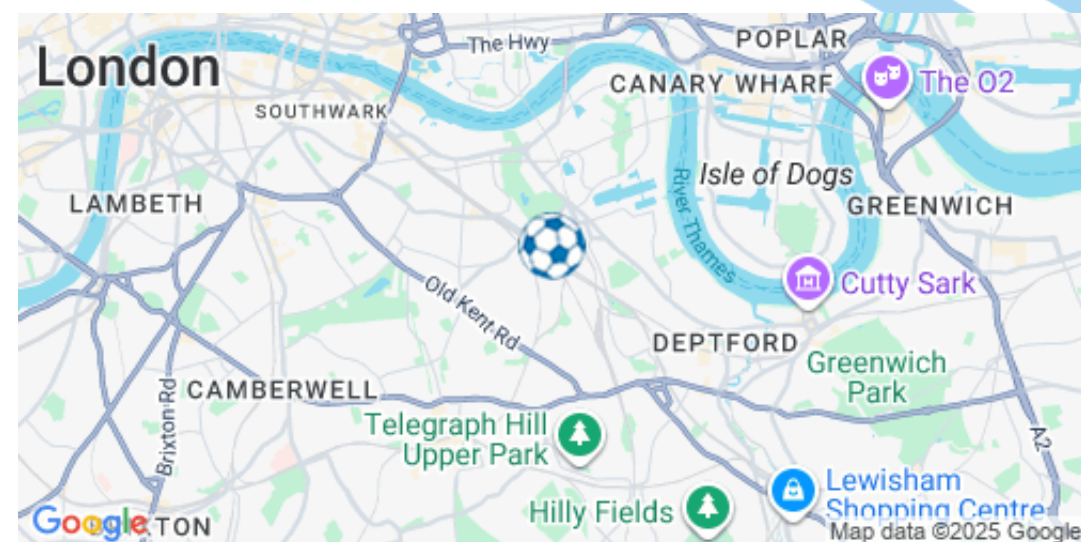 London
The Hwy
POPLAR
CANARY WHARF
The O2
SOUTHWARK
Isle of Dogs
LAMBETH
River Thames
GREENWICH
Old Kent Rd
Cutty Sark
DEPTFORD
Greenwich
Park
CAMBERWELL
Brixton Rd
Telegraph Hill
Upper Park
A2
Lewisham
Shopping Centre
Hilly Fields
Google
TON
Map data ©2025 Google